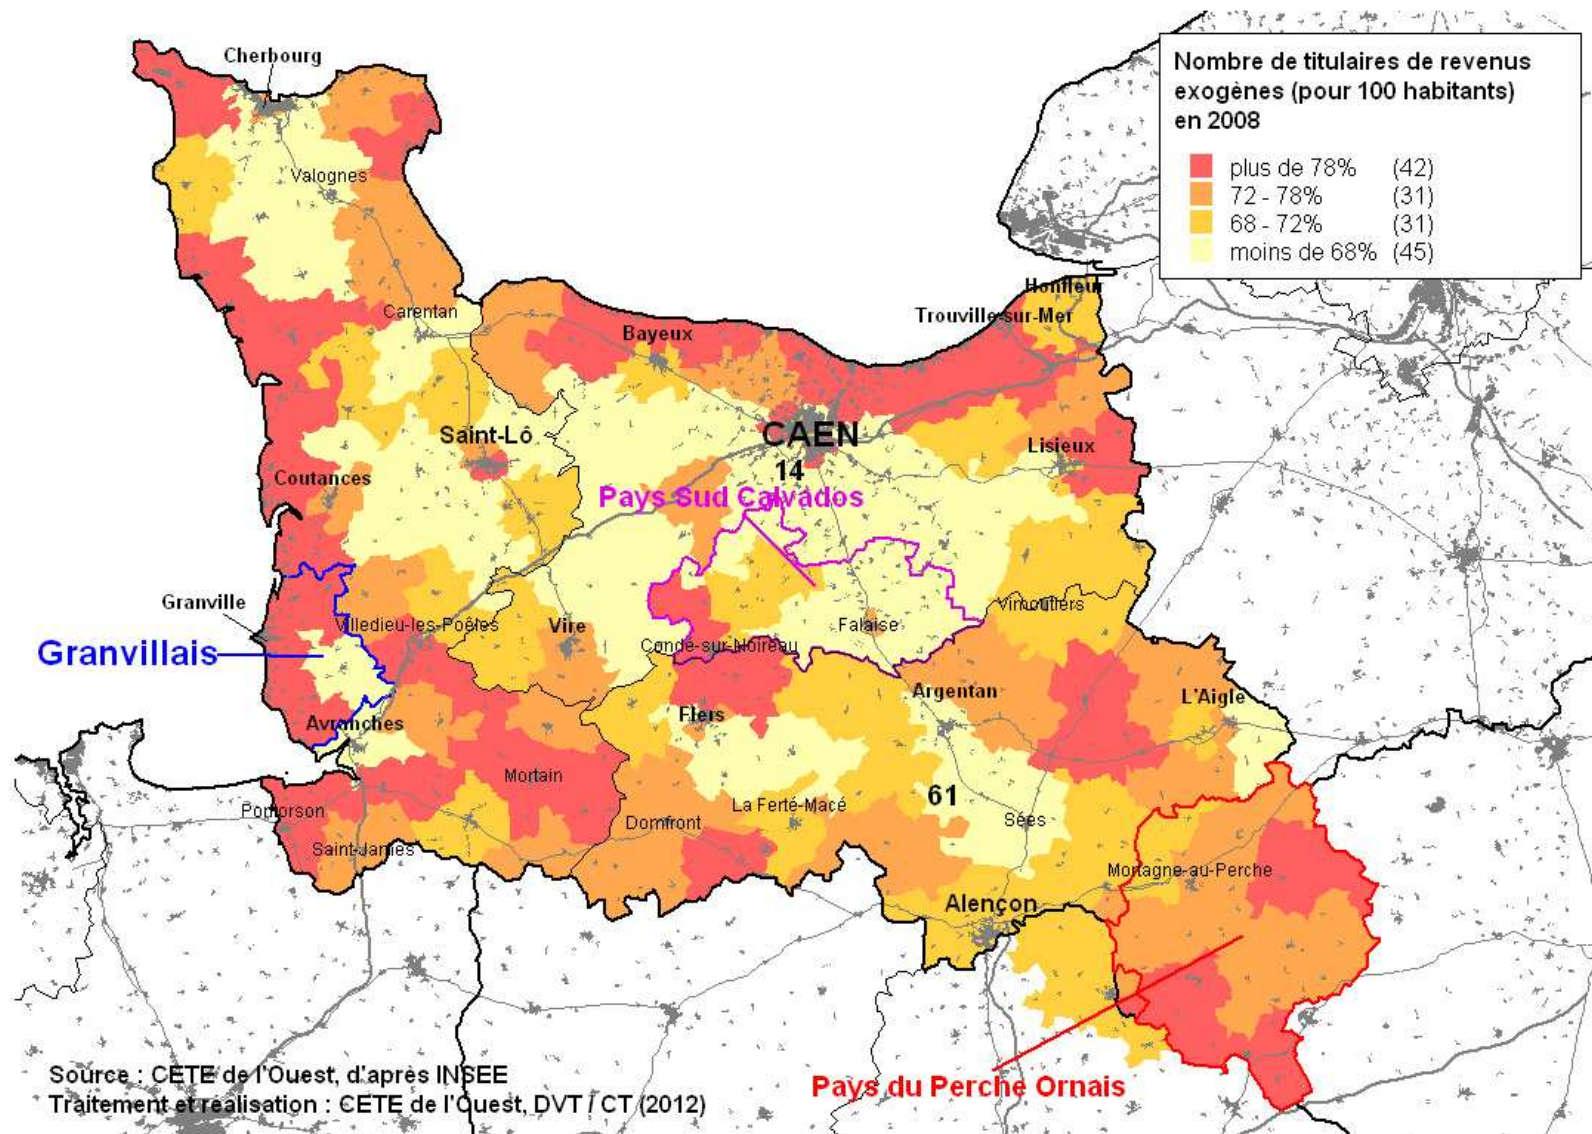 Nombre de titulaires de revenus
exogènes (pour 100 habitants)
en 2008
plus de 78% (42)
72 - 78% (31)
68 - 72% (31)
moins de 68% (45)
Cherbourg
Valognes
Carentan
Honfleur
Trouville-sur-Mer
Bayeux
Saint-Lô
CAEN
Lisieux
14
Coutances
Pays Sud Calvados
Granville
Villedieu-les-Poêles
Vire
Condé-sur-Noireau
Falaise
Vimoutiers
Granvillais
Argentan
L'Aigle
Avranches
Flers
Mortain
La Ferté-Macé
61
Sées
Pontorson
Domfront
Saint-James
Mortagne-au-Perche
Alençon
Source : CETE de l'Ouest, d'après INSEE
Traitement et réalisation : CETE de l'Ouest, DVT / CT (2012)
Pays du Perche Ornais